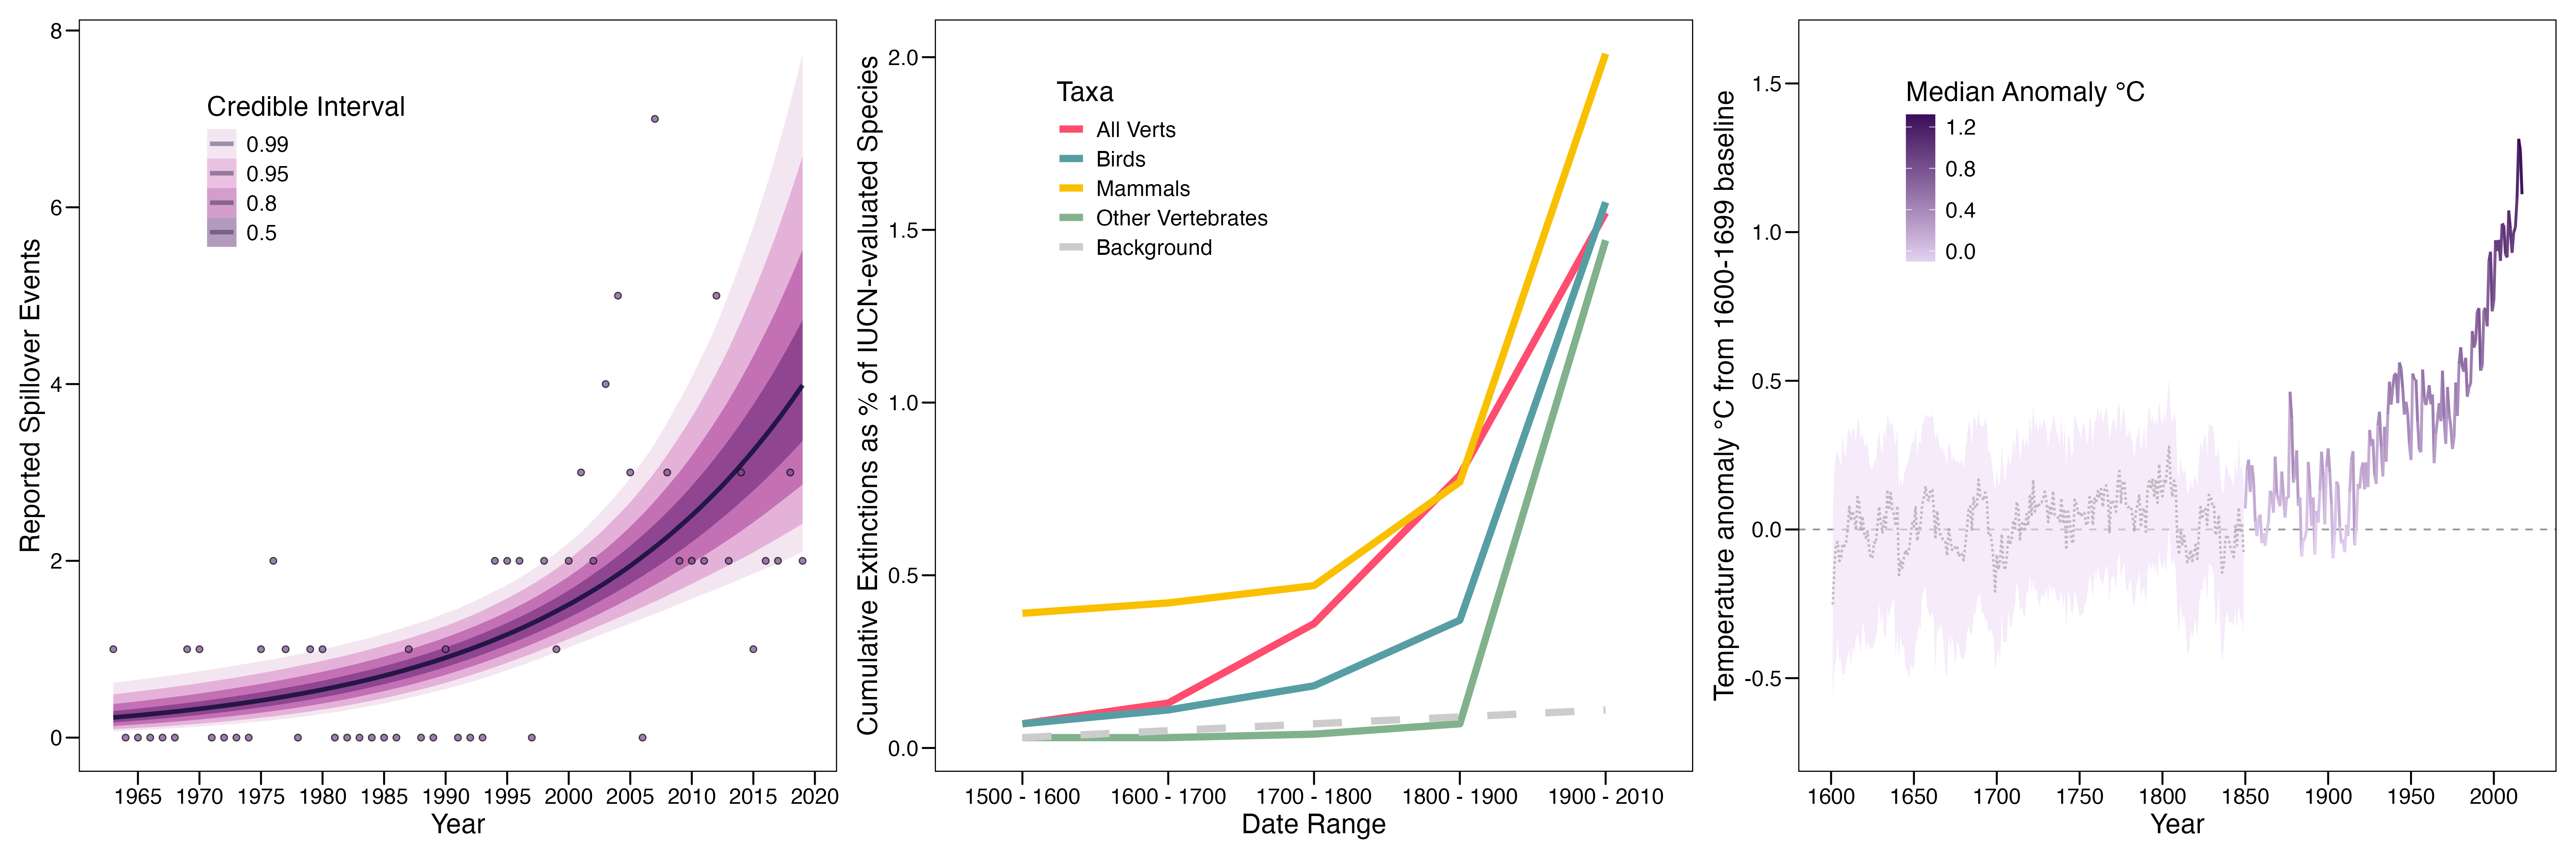 Reported Spillover Events
8
6
4
2
0
Credible Interval
0.99
0.95
0.8
0.5
1965 1970 1975 1980 1985 1990 1995 2000 2005 2010 2015 2020
Year
Cumulative Extinctions as % of IUCN-evaluated Species
2.0
1.5
1.0
0.5
0.0
Taxa
All Verts
Birds
Mammals
Other Vertebrates
Background
1500 - 1600 1600 - 1700 1700 - 1800 1800 - 1900 1900 - 2010
Date Range
Temperature anomaly °C from 1600-1699 baseline
1.5
1.0
0.5
0.0
-0.5
Median Anomaly °C
1.2
0.8
0.4
0.0
1600 1650 1700 1750 1800 1850 1900 1950 2000
Year